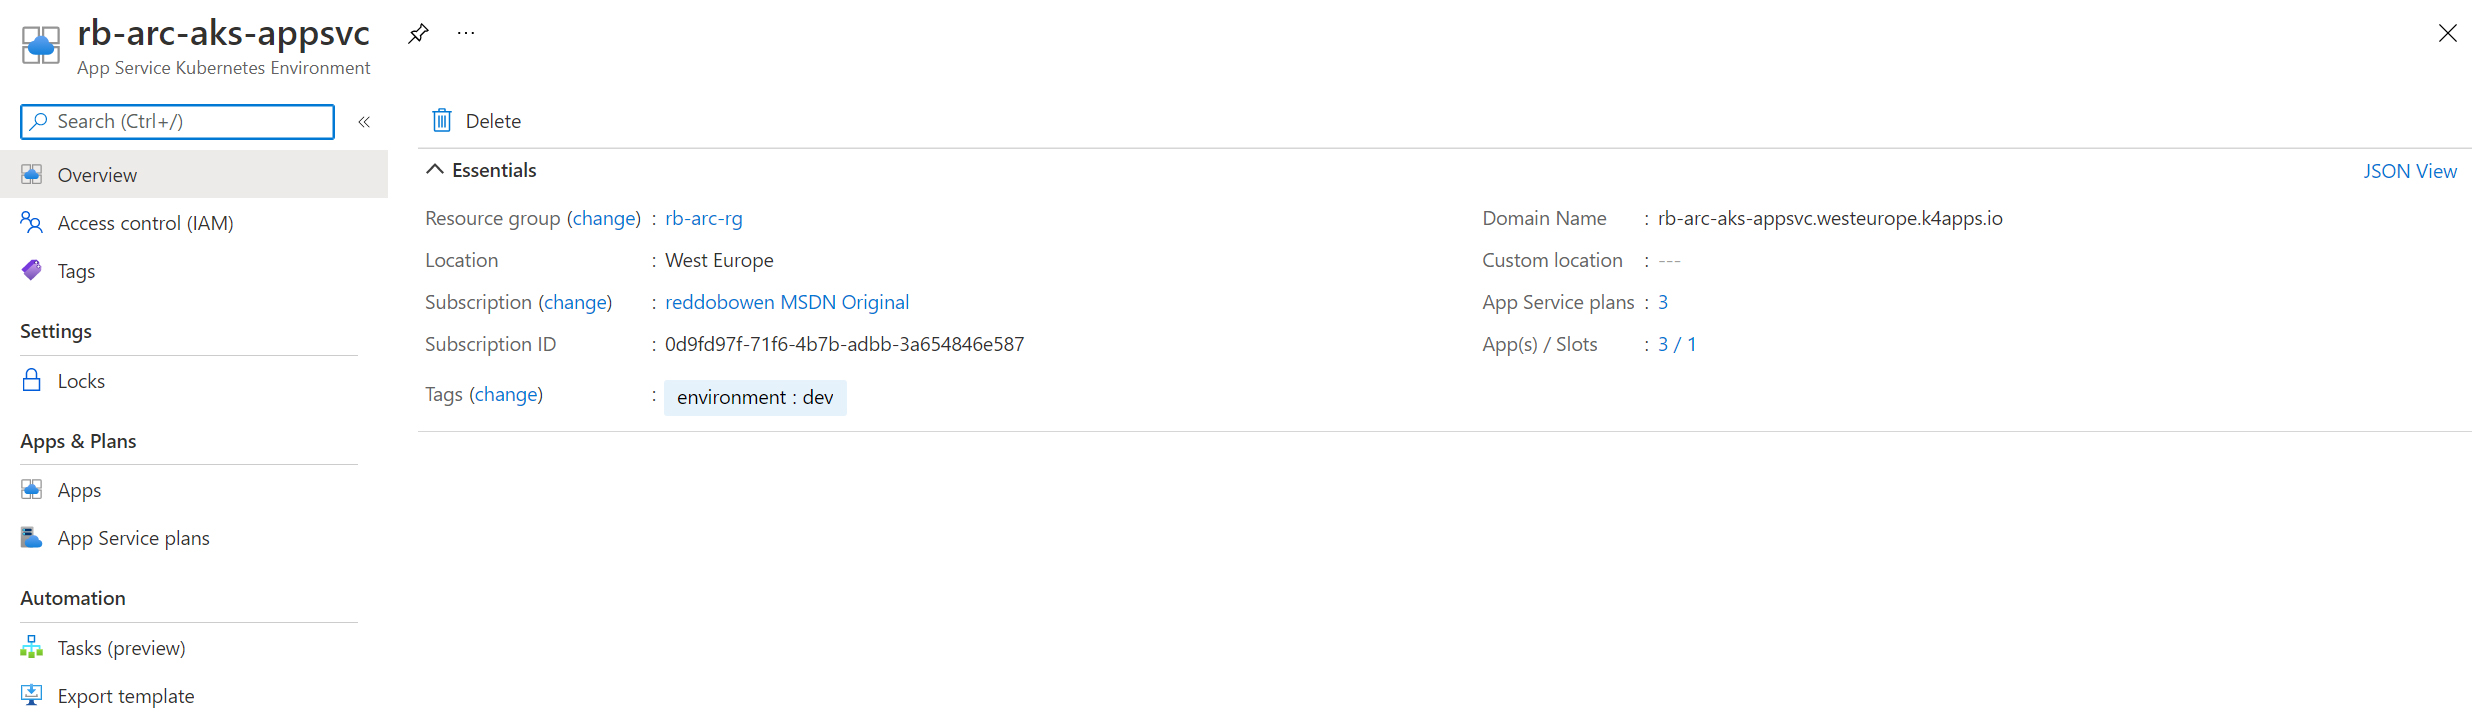 rb-arc-aks-appsvc
App Service Kubernetes Environment
Search (Ctrl+/)
Overview
Access control (IAM)
Tags
Settings
Locks
Apps & Plans
Apps
App Service plans
Automation
Tasks (preview)
Export template
Delete
Essentials
JSON View
Resource group (change) : rb-arc-rg
Location : West Europe
Subscription (change) : reddobowen MSDN Original
Subscription ID : 0d9fd97f-71f6-4b7b-adbb-3a654846e587
Tags (change) : environment : dev
Domain Name : rb-arc-aks-appsvc.westeurope.k4apps.io
Custom location : ---
App Service plans : 3
App(s) / Slots : 3 / 1